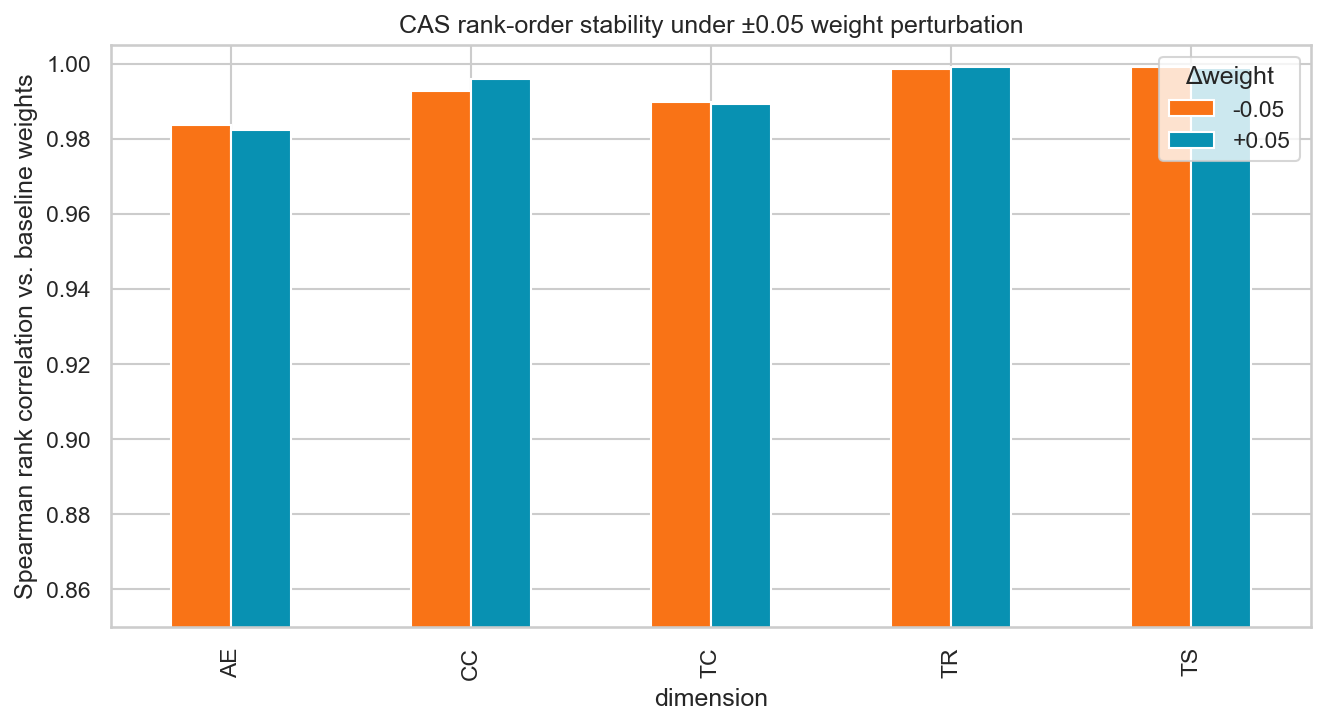 CAS rank-order stability under ±0.05 weight perturbation
Spearman rank correlation vs. baseline weights
1.00
0.98
0.96
0.94
0.92
0.90
0.88
0.86
Δweight
-0.05
+0.05
AE
CC
TC
TR
TS
dimension